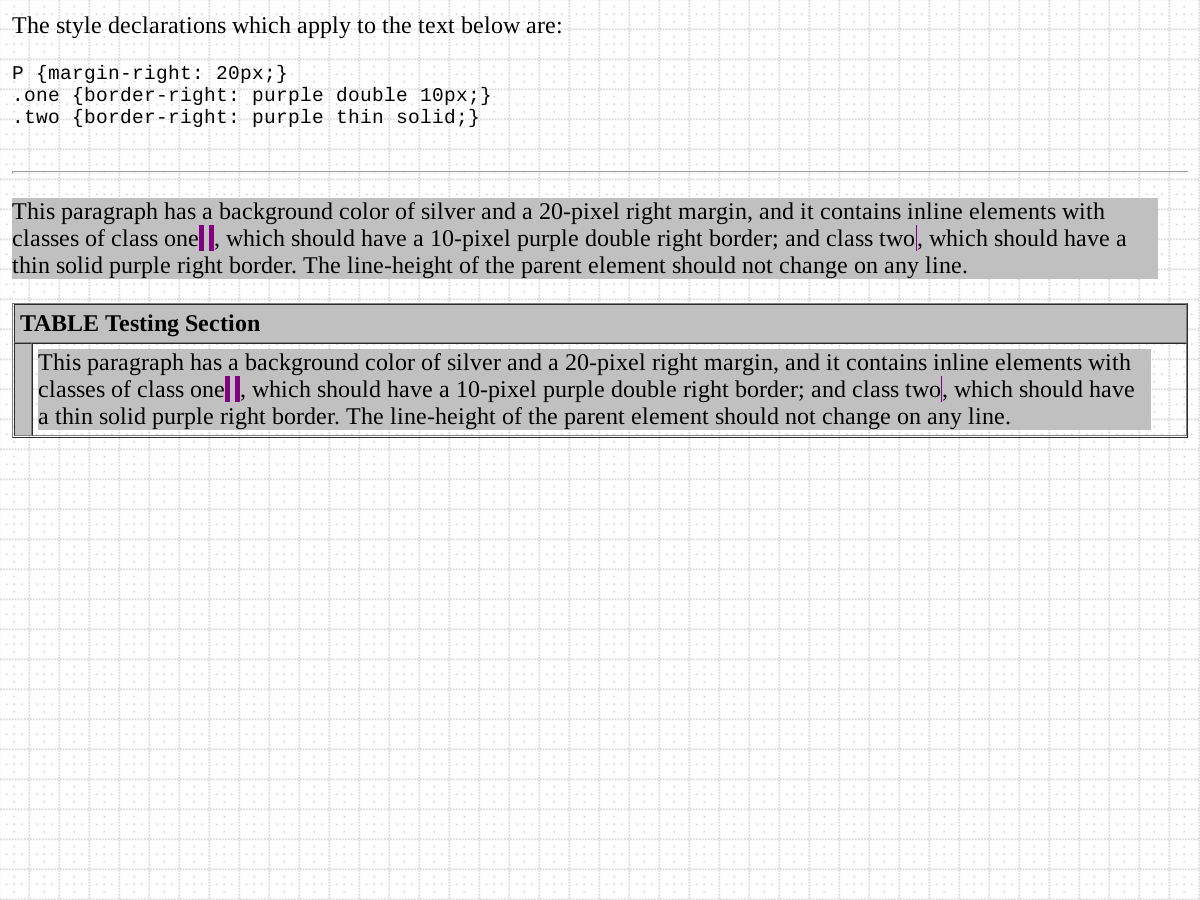 The style declarations which apply to the text below are:
P {margin-right: 20px;}
.one {border-right: purple double 10px;}
.two {border-right: purple thin solid;}
This paragraph has a background color of silver and a 20-pixel right margin, and it contains inline elements with
classes of class one, which should have a 10-pixel purple double right border; and class two, which should have a
thin solid purple right border. The line-height of the parent element should not change on any line.
TABLE Testing Section
This paragraph has a background color of silver and a 20-pixel right margin, and it contains inline elements with
classes of class one, which should have a 10-pixel purple double right border; and class two, which should have
a thin solid purple right border. The line-height of the parent element should not change on any line.